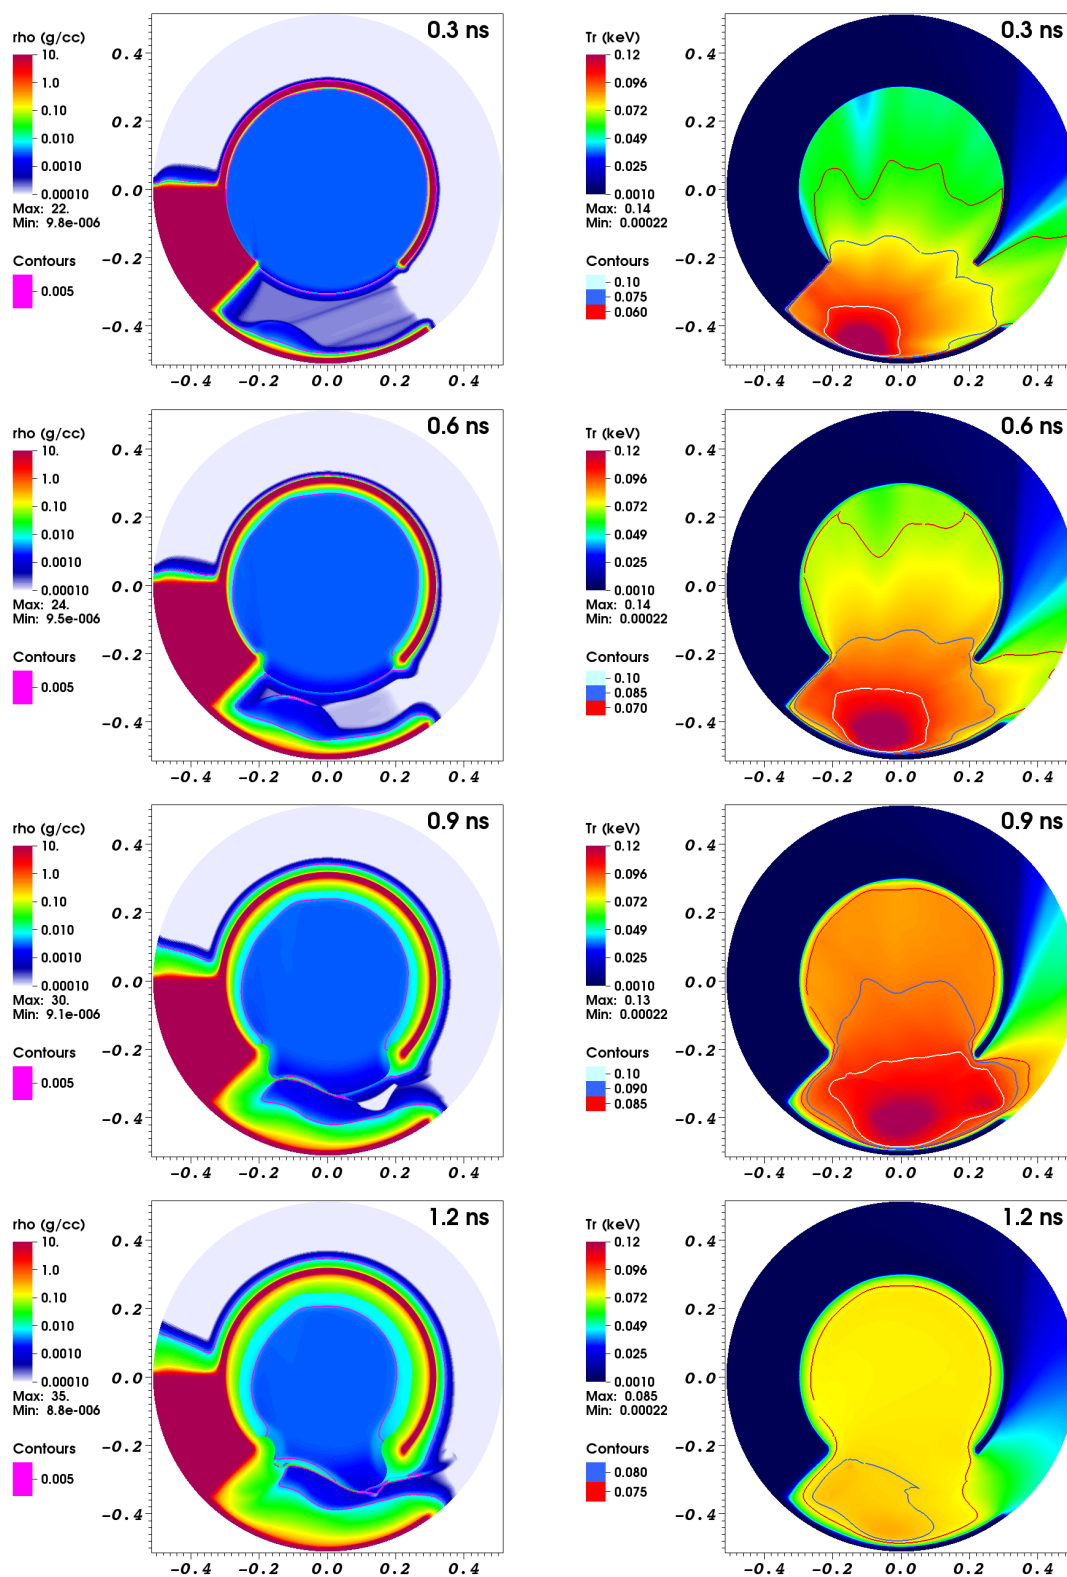 0.3 ns
rho (g/cc)
10.
1.0
0.10
0.010
0.0010
0.00010
Max: 22.
Min: 9.8e-006
Contours
0.005
0.4
0.2
0.0
-0.2
-0.4
-0.4 -0.2 0.0 0.2 0.4
0.3 ns
Tr (keV)
0.12
0.096
0.072
0.049
0.025
0.0010
Max: 0.14
Min: 0.00022
Contours
0.10
0.075
0.060
0.4
0.2
0.0
-0.2
-0.4
-0.4 -0.2 0.0 0.2 0.4
0.6 ns
rho (g/cc)
10.
1.0
0.10
0.010
0.0010
0.00010
Max: 24.
Min: 9.5e-006
Contours
0.005
0.4
0.2
0.0
-0.2
-0.4
-0.4 -0.2 0.0 0.2 0.4
0.6 ns
Tr (keV)
0.12
0.096
0.072
0.049
0.025
0.0010
Max: 0.14
Min: 0.00022
Contours
0.10
0.085
0.070
0.4
0.2
0.0
-0.2
-0.4
-0.4 -0.2 0.0 0.2 0.4
0.9 ns
rho (g/cc)
10.
1.0
0.10
0.010
0.0010
0.00010
Max: 30.
Min: 9.1e-006
Contours
0.005
0.4
0.2
0.0
-0.2
-0.4
-0.4 -0.2 0.0 0.2 0.4
0.9 ns
Tr (keV)
0.12
0.096
0.072
0.049
0.025
0.0010
Max: 0.13
Min: 0.00022
Contours
0.10
0.090
0.085
0.4
0.2
0.0
-0.2
-0.4
-0.4 -0.2 0.0 0.2 0.4
1.2 ns
rho (g/cc)
10.
1.0
0.10
0.010
0.0010
0.00010
Max: 35.
Min: 8.8e-006
Contours
0.005
0.4
0.2
0.0
-0.2
-0.4
-0.4 -0.2 0.0 0.2 0.4
1.2 ns
Tr (keV)
0.12
0.096
0.072
0.049
0.025
0.0010
Max: 0.085
Min: 0.00022
Contours
0.080
0.075
0.4
0.2
0.0
-0.2
-0.4
-0.4 -0.2 0.0 0.2 0.4